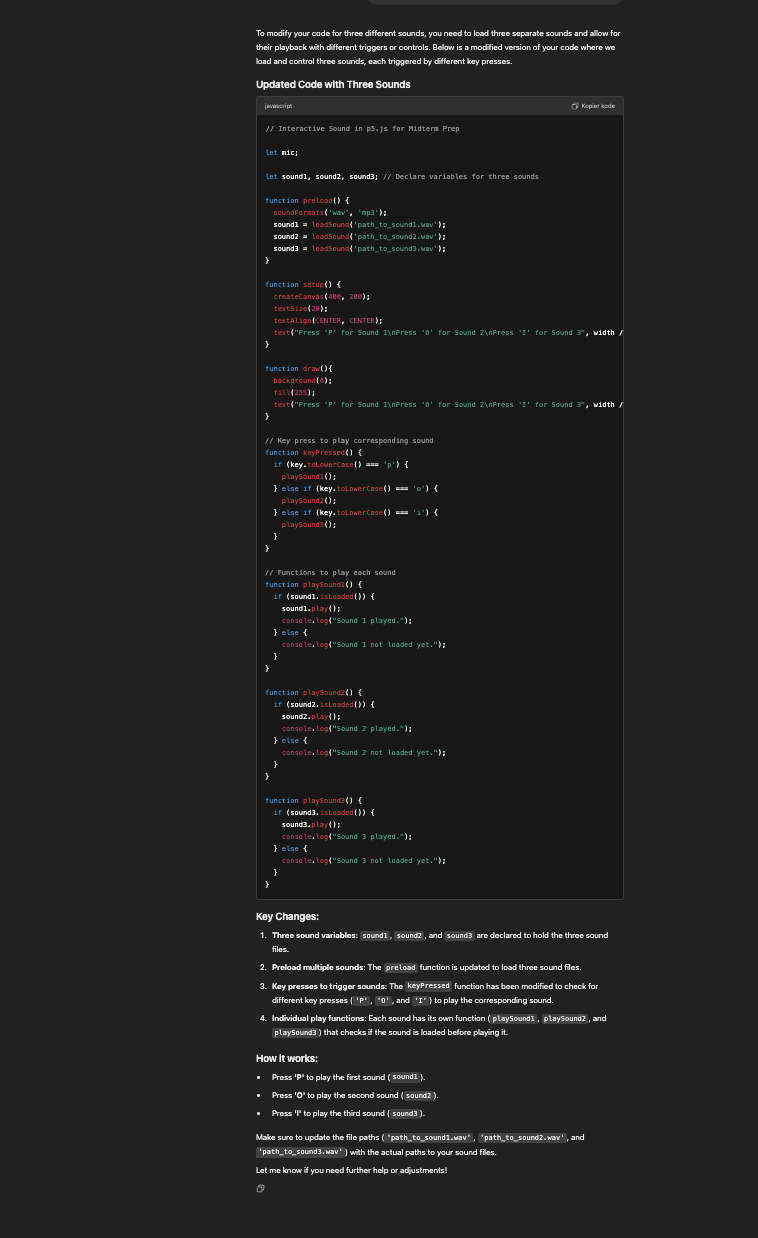 To modify your code for three different sounds, you need to load three separate sounds and allow for
their playback with different triggers or controls. Below is a modified version of your code where we
load and control three sounds, each triggered by different key presses.
Updated Code with Three Sounds
javascript
Kopier kode
// Interactive Sound in p5.js for Midterm Prep
let mic;
let sound1, sound2, sound3; // Declare variables for three sounds
function preload() {
  soundFormats('wav', 'mp3');
  sound1 = loadSound('path_to_sound1.wav');
  sound2 = loadSound('path_to_sound2.wav');
  sound3 = loadSound('path_to_sound3.wav');
}
function setup() {
  createCanvas(400, 200);
  textSize(20);
  textAlign(CENTER, CENTER);
  text("Press 'P' for Sound 1\nPress 'O' for Sound 2\nPress 'I' for Sound 3", width /
}
function draw(){
  background(0);
  fill(255);
  text("Press 'P' for Sound 1\nPress 'O' for Sound 2\nPress 'I' for Sound 3", width /
}
// Key press to play corresponding sound
function keyPressed() {
  if (key.toLowerCase() === 'p') {
    playSound1();
  } else if (key.toLowerCase() === 'o') {
    playSound2();
  } else if (key.toLowerCase() === 'i') {
    playSound3();
  }
}
// Functions to play each sound
function playSound1() {
  if (sound1.isLoaded()) {
    sound1.play();
    console.log("Sound 1 played.");
  } else {
    console.log("Sound 1 not loaded yet.");
  }
}
function playSound2() {
  if (sound2.isLoaded()) {
    sound2.play();
    console.log("Sound 2 played.");
  } else {
    console.log("Sound 2 not loaded yet.");
  }
}
function playSound3() {
  if (sound3.isLoaded()) {
    sound3.play();
    console.log("Sound 3 played.");
  } else {
    console.log("Sound 3 not loaded yet.");
  }
}
Key Changes:
1. Three sound variables: sound1, sound2, and sound3 are declared to hold the three sound
files.
2. Preload multiple sounds: The preload function is updated to load three sound files.
3. Key presses to trigger sounds: The keyPressed function has been modified to check for
different key presses ('P', 'O', and 'I') to play the corresponding sound.
4. Individual play functions: Each sound has its own function (playSound1, playSound2, and
playSound3) that checks if the sound is loaded before playing it.
How it works:
• Press 'P' to play the first sound (sound1).
• Press 'O' to play the second sound (sound2).
• Press 'I' to play the third sound (sound3).
Make sure to update the file paths ('path_to_sound1.wav', 'path_to_sound2.wav', and
'path_to_sound3.wav') with the actual paths to your sound files.
Let me know if you need further help or adjustments!